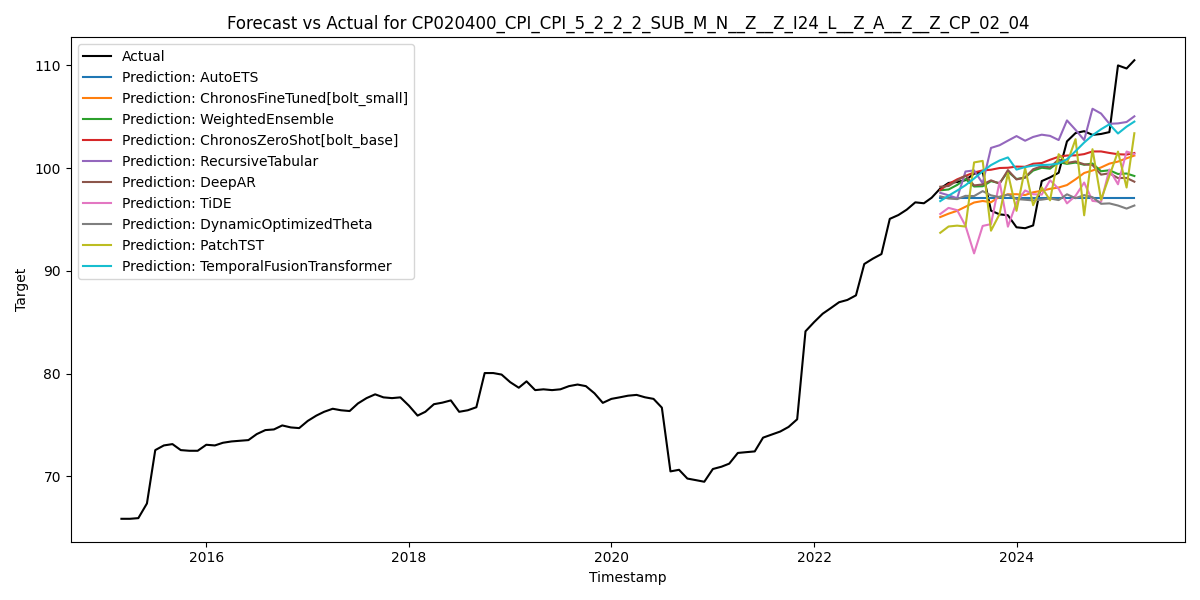 Forecast vs Actual for CP020400_CPI_CPI_5_2_2_2_SUB_M_N__Z__Z_I24_L__Z_A__Z__Z_CP_02_04
Actual
Prediction: AutoETS
Prediction: ChronosFineTuned[bolt_small]
Prediction: WeightedEnsemble
Prediction: ChronosZeroShot[bolt_base]
Prediction: RecursiveTabular
Prediction: DeepAR
Prediction: TiDE
Prediction: DynamicOptimizedTheta
Prediction: PatchTST
Prediction: TemporalFusionTransformer
110
100
90
80
70
Target
2016
2018
2020
2022
2024
Timestamp